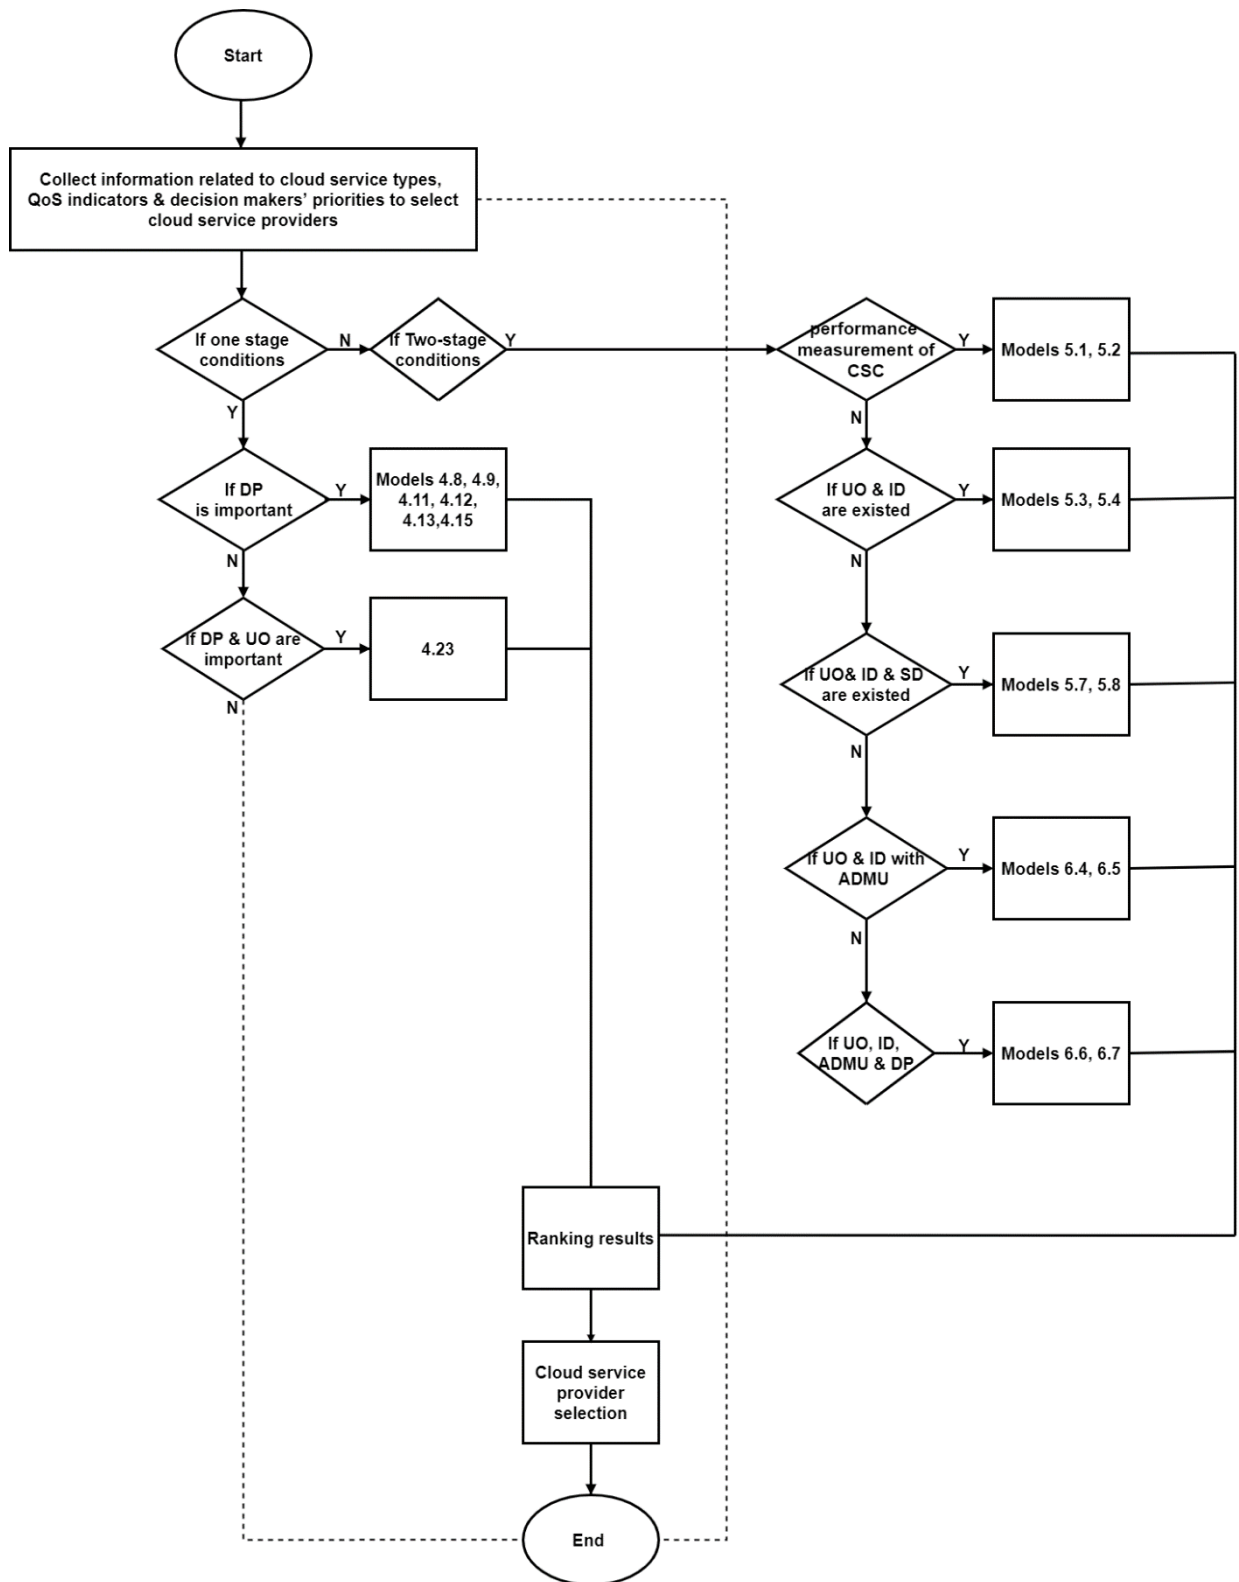 Start
Collect information related to cloud service types,
QoS indicators & decision makers' priorities to select
cloud service providers
If one stage
conditions
N
If Two-stage
conditions
Y
performance
measurement of
CSC
Y
Models 5.1, 5.2
Y
N
If DP
is important
Y
Models 4.8, 4.9,
4.11, 4.12,
4.13,4.15
If UO & ID
are existed
Y
Models 5.3, 5.4
N
N
If DP & UO are
important
Y
4.23
If UO& ID & SD
are existed
Y
Models 5.7, 5.8
N
N
If UO & ID with
ADMU
Y
Models 6.4, 6.5
N
If UO, ID,
ADMU & DP
Y
Models 6.6, 6.7
Ranking results
Cloud service
provider
selection
End